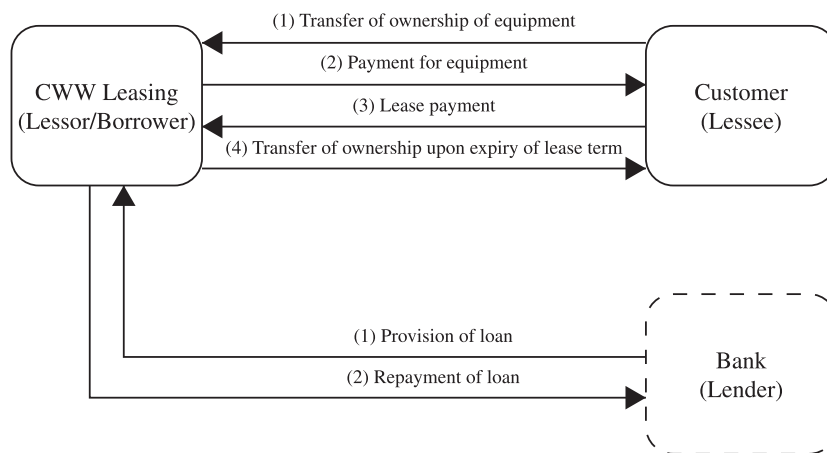 (1) Transfer of ownership of equipment
(2) Payment for equipment
CWW Leasing
(Lessor/Borrower)
(3) Lease payment
Customer
(Lessee)
(4) Transfer of ownership upon expiry of lease term
(1) Provision of loan
(2) Repayment of loan
Bank
(Lender)